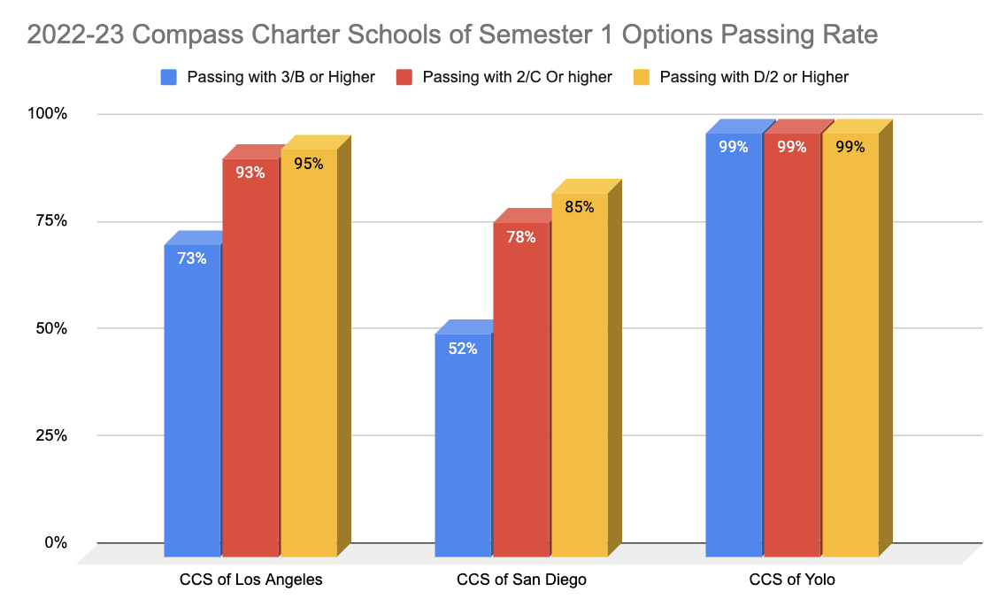 2022-23 Compass Charter Schools of Semester 1 Options Passing Rate
Passing with 3/B or Higher Passing with 2/C Or higher Passing with D/2 or Higher
100%
75%
50%
25%
0%
73% 93% 95%
52% 78% 85%
99% 99% 99%
CCS of Los Angeles CCS of San Diego CCS of Yolo